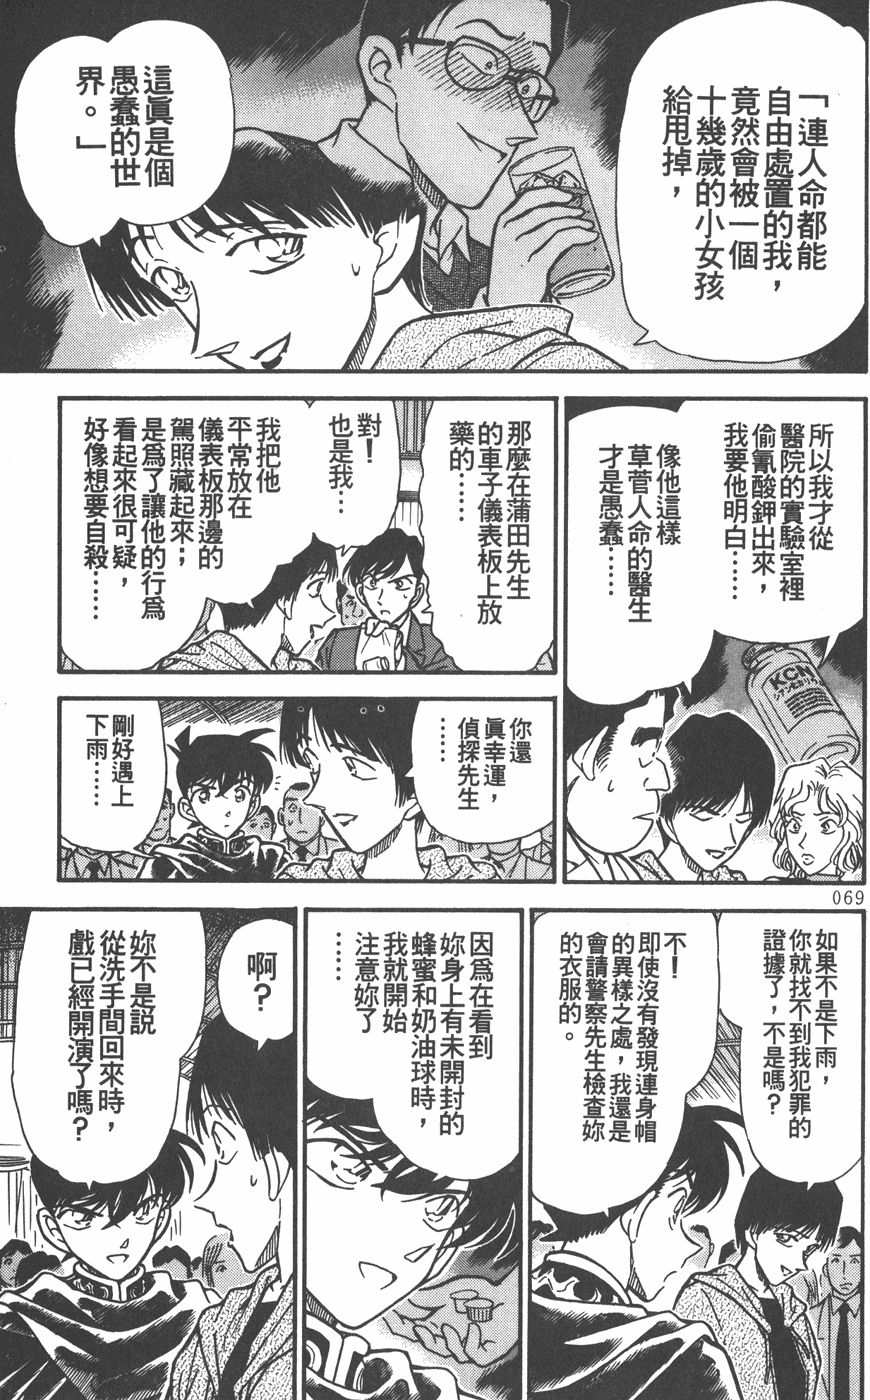 「連人命都能
自由處置的我，
竟然會被一個
十幾歲的小女孩
給甩掉，
這眞是個
愚蠢的世
界。」
所以我才從
醫院的實驗室裡
偷氰酸鉀出來，
我要他明白……
像他這樣
草菅人命的醫生
才是愚蠢……
KCN
那麼在蒲田先生
的車子儀表板上放
藥的……
對！
也是我…
我把他
平常放在
儀表板那邊的
駕照藏起來；
是爲了讓他的行爲
看起來很可疑，
好像想要自殺……
你還
眞幸運，
偵探先生
……
剛好遇上
下雨……
069
如果不是下雨，
你就找不到我犯罪的
證據了，不是嗎？
不！
即使沒有發現連身帽
的異樣之處，我還是
會請警察先生檢查妳
的衣服的。
因爲在看到
妳身上有未開封的
蜂蜜和奶油球時，
我就開始
注意妳了
……
啊？
妳不是說
從洗手間回來時，
戲已經開演了嗎？